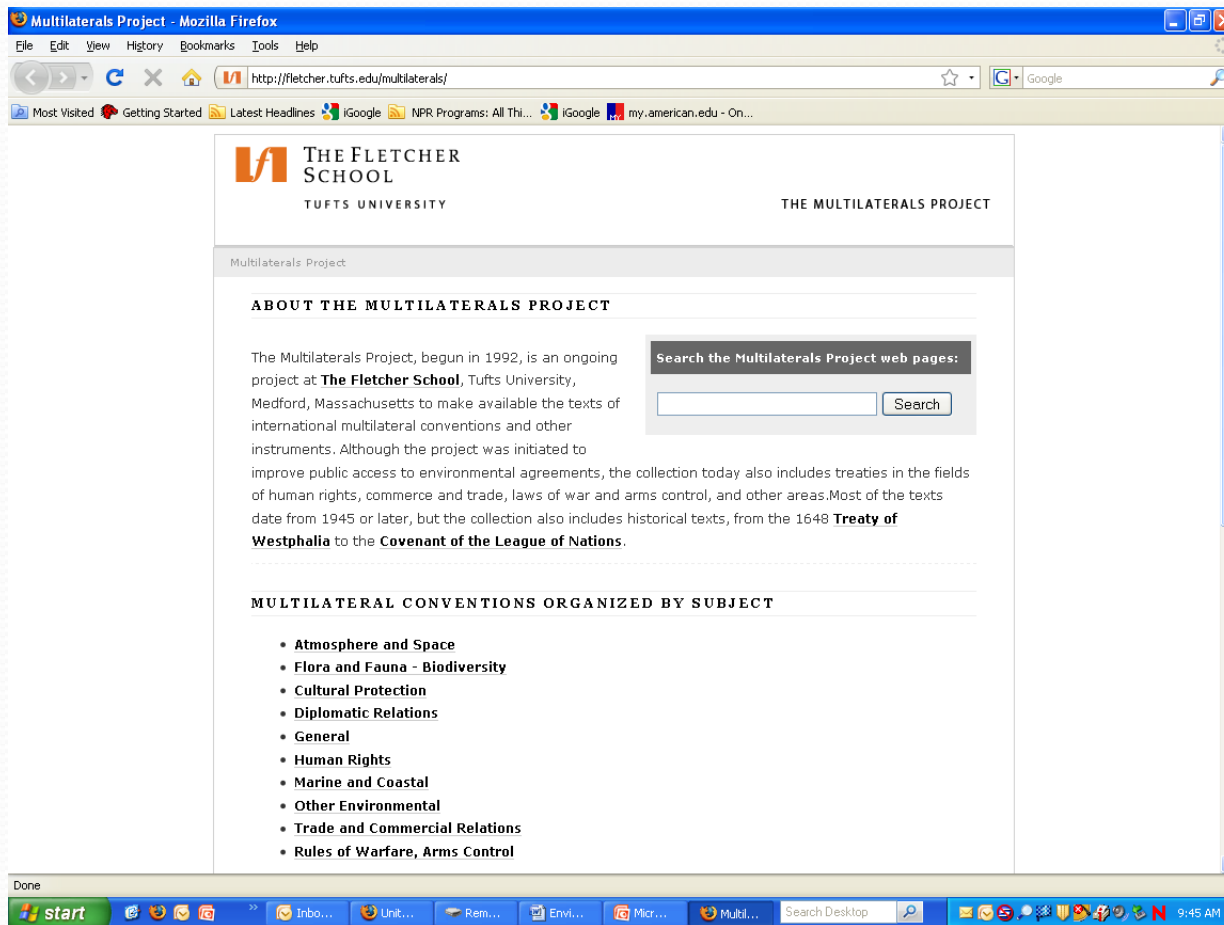 Multilaterals Project - Mozilla Firefox
File Edit View History Bookmarks Tools Help
http://fletcher.tufts.edu/multilaterals/ G Google
Most Visited Getting Started Latest Headlines iGoogle NPR Programs: All Thi... iGoogle my.american.edu - On...
THE FLETCHER
SCHOOL
TUFTS UNIVERSITY
THE MULTILATERALS PROJECT
Multilaterals Project
ABOUT THE MULTILATERALS PROJECT
The Multilaterals Project, begun in 1992, is an ongoing
project at The Fletcher School, Tufts University,
Medford, Massachusetts to make available the texts of
international multilateral conventions and other
instruments. Although the project was initiated to
improve public access to environmental agreements, the collection today also includes treaties in the fields
of human rights, commerce and trade, laws of war and arms control, and other areas.Most of the texts
date from 1945 or later, but the collection also includes historical texts, from the 1648 Treaty of
Westphalia to the Covenant of the League of Nations.
Search the Multilaterals Project web pages:
Search
MULTILATERAL CONVENTIONS ORGANIZED BY SUBJECT
• Atmosphere and Space
• Flora and Fauna - Biodiversity
• Cultural Protection
• Diplomatic Relations
• General
• Human Rights
• Marine and Coastal
• Other Environmental
• Trade and Commercial Relations
• Rules of Warfare, Arms Control
Done
start Inbo... Unit... Rem... Envi... Micr... Multil... Search Desktop N 9:45 AM